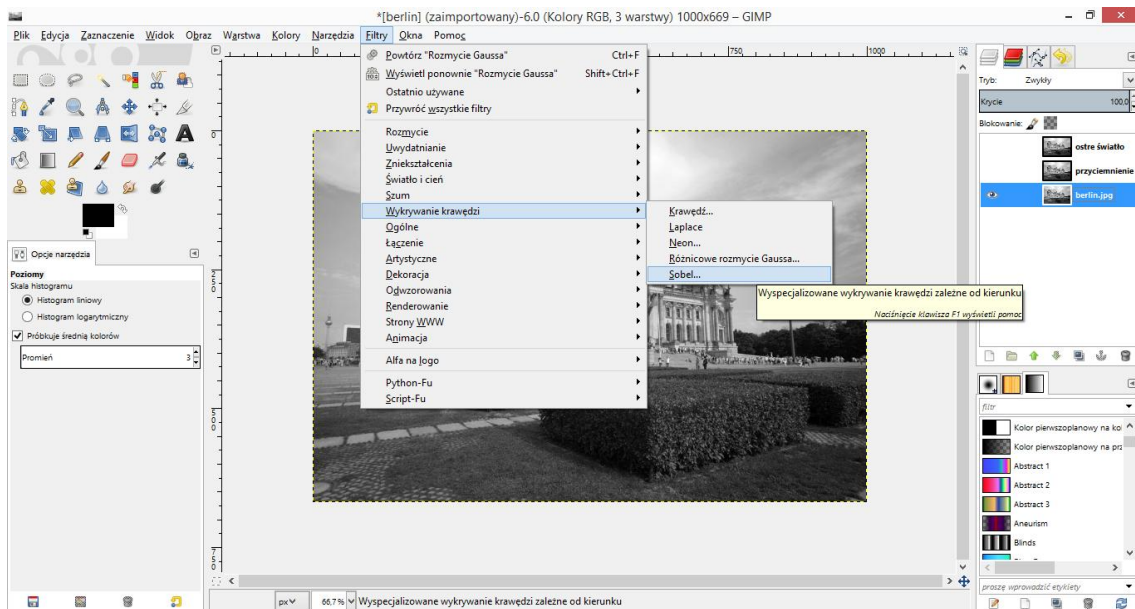 *[berlin] (zaimportowany)-6.0 (Kolory RGB, 3 warstwy) 1000x669 – GIMP
Plik Edycja Zaznaczenie Widok Obraz Warstwa Kolory Narzędzia Filtry Okna Pomoc
0 750 1000
Powtórz "Rozmycie Gaussa" Ctrl+F
Wyświetl ponownie "Rozmycie Gaussa" Shift+Ctrl+F
Ostatnio używane
Przywróć wszystkie filtry
Rozmycie
Uwydatnianie
Zniekształcenia
Światło i cień
Szum
Wykrywanie krawędzi
Ogólne
Łączenie
Artystyczne
Dekoracja
Odwzorowania
Renderowanie
Strony WWW
Animacja
Alfa na logo
Python-Fu
Script-Fu
Krawędź...
Laplace
Neon...
Różnicowe rozmycie Gaussa...
Sobel...
Wyspecjalizowane wykrywanie krawędzi zależne od kierunku
Naciśnięcie klawisza F1 wyświetli pomoc
Opcje narzędzia
Poziomy
Skala histogramu
Histogram liniowy
Histogram logarytmiczny
Próbkuje średnią kolorów
Promień 3
0
250
500
750
px 66,7% Wyspecjalizowane wykrywanie krawędzi zależne od kierunku
Tryb: Zwykły
Krycie 100,0
Blokowanie:
ostre światło
przyciemnienie
berlin.jpg
filtr
Kolor pierwszoplanowy na kol
Kolor pierwszoplanowy na prz
Abstract 1
Abstract 2
Abstract 3
Aneurism
Blinds
proszę wprowadzić etykiety